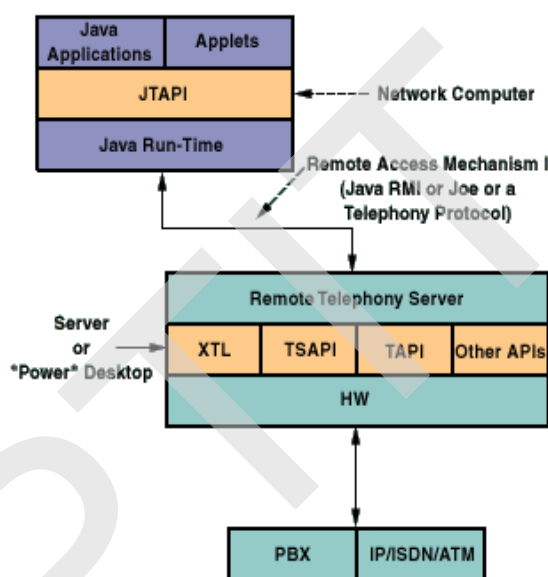 Java
Applications
Applets
JTAPI
Network Computer
Java Run-Time
Remote Access Mechanism
(Java RMI or Joe or a
Telephony Protocol)
Remote Telephony Server
Server
or
"Power" Desktop
XTL
TSAPI
TAPI
Other APIs
HW
PBX
IP/ISDN/ATM